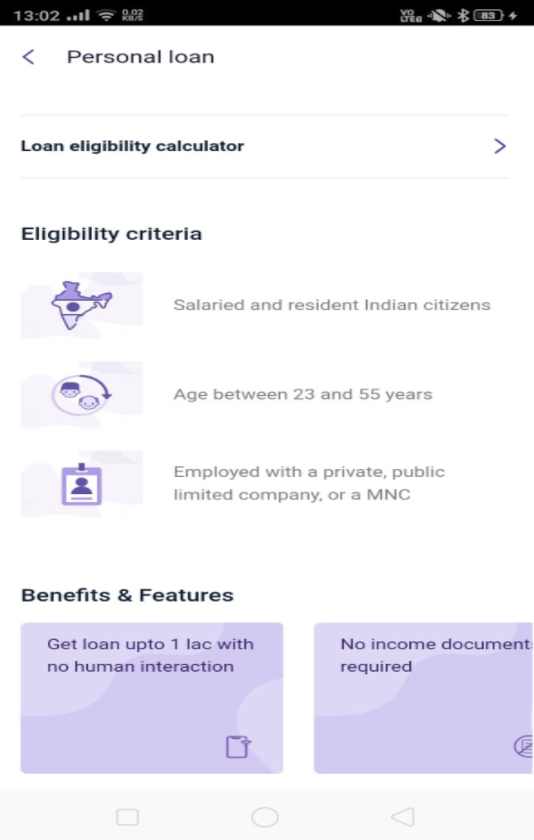 13:02 0.02 KB/S VO LTE 83
Personal loan
Loan eligibility calculator
Eligibility criteria
Salaried and resident Indian citizens
Age between 23 and 55 years
Employed with a private, public
limited company, or a MNC
Benefits & Features
Get loan upto 1 lac with
no human interaction
No income document
required